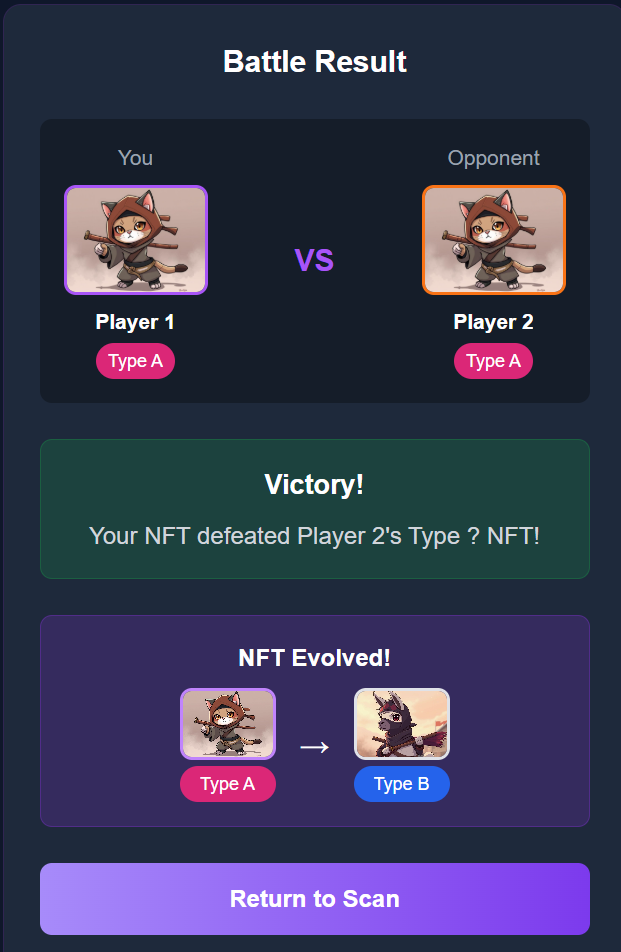 Battle Result
You
Opponent
VS
Player 1
Player 2
Type A
Type A
Victory!
Your NFT defeated Player 2's Type ? NFT!
NFT Evolved!
→
Type A
Type B
Return to Scan